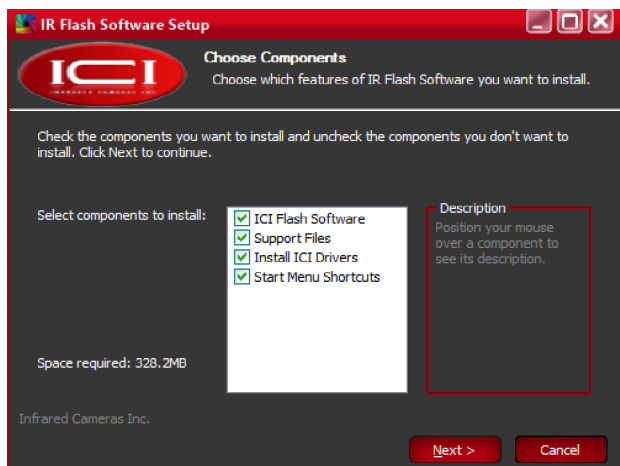 IR Flash Software Setup
ICI
INFRARED CAMERAS INC.
Choose Components
Choose which features of IR Flash Software you want to install.
Check the components you want to install and uncheck the components you don't want to
install. Click Next to continue.
Select components to install:
ICI Flash Software
Support Files
Install ICI Drivers
Start Menu Shortcuts
Description
Position your mouse
over a component to
see its description.
Space required: 328.2MB
Infrared Cameras Inc.
Next >
Cancel